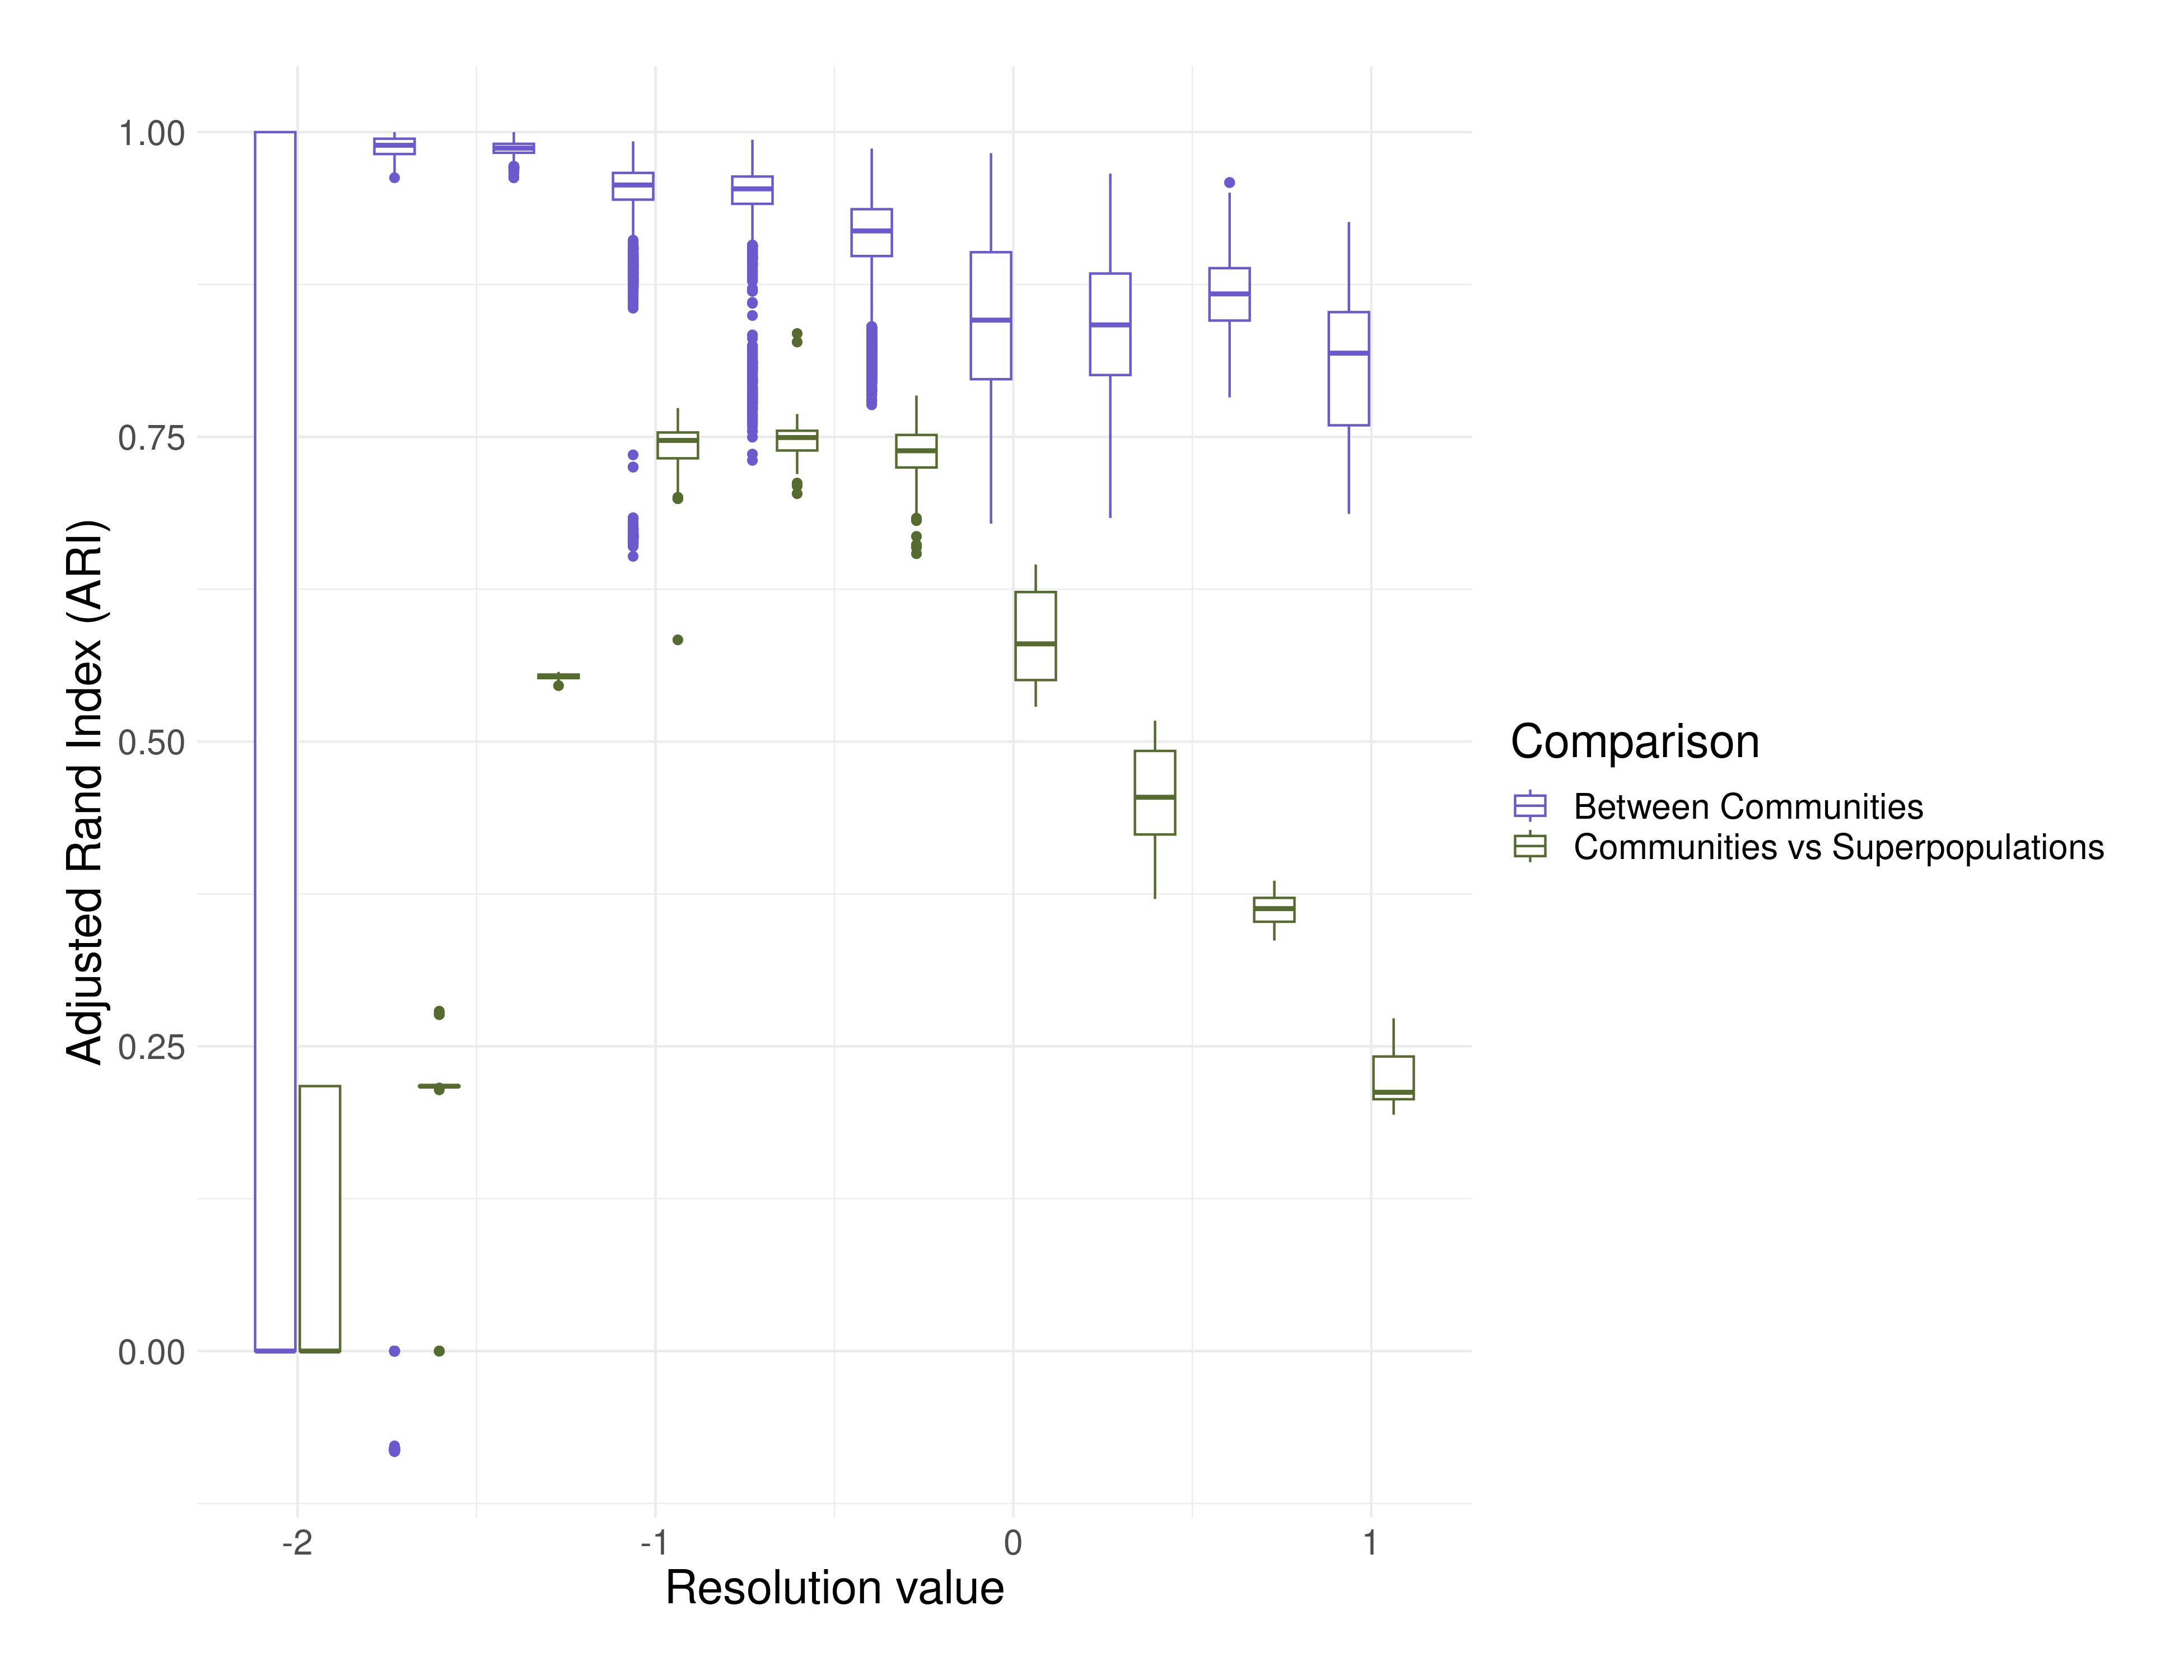 1.00
0.75
0.50
0.25
0.00
Adjusted Rand Index (ARI)
-2
-1
0
1
Resolution value
Comparison
Between Communities
Communities vs Superpopulations